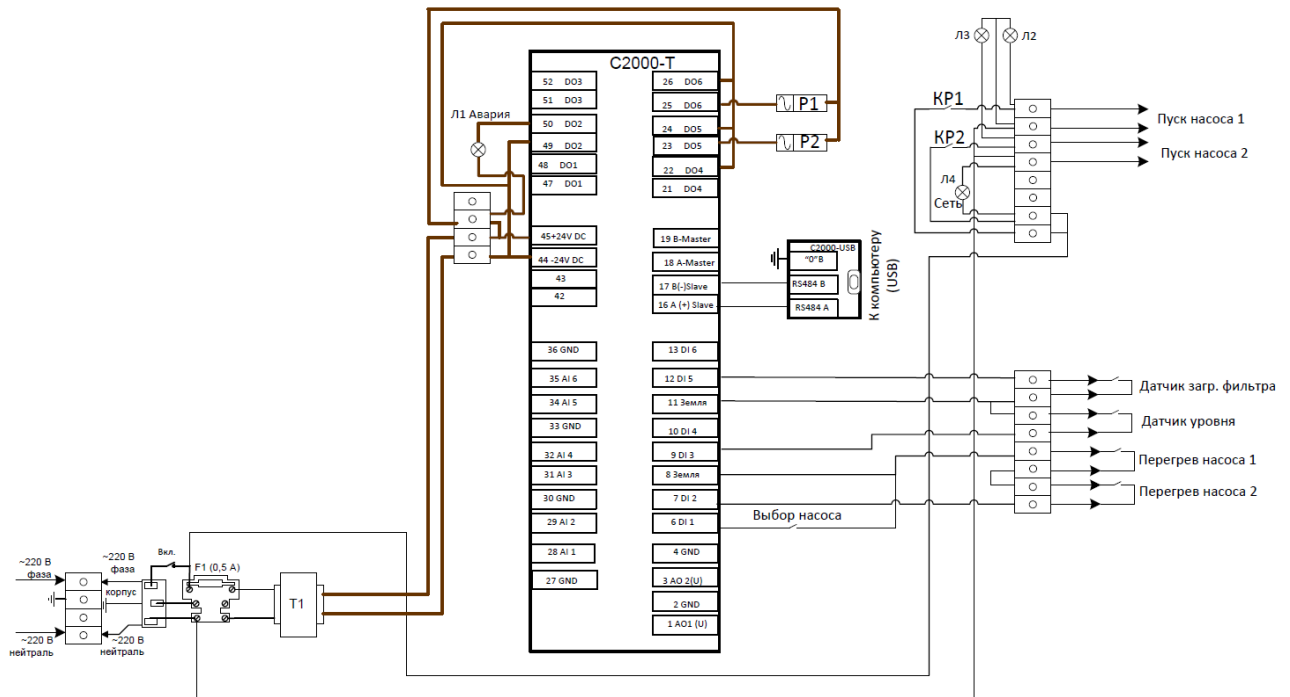 С2000-Т
52 DO3
51 DO3
50 DO2
49 DO2
48 DO1
47 DO1
45+24V DC
44 -24V DC
43
42
36 GND
35 AI 6
34 AI 5
33 GND
32 AI 4
31 AI 3
30 GND
29 AI 2
28 AI 1
27 GND
26 DO6
25 DO6
24 DO5
23 DO5
22 DO4
21 DO4
19 B-Master
18 A-Master
17 B(-)Slave
16 A (+) Slave
13 DI 6
12 DI 5
11 Земля
10 DI 4
9 DI 3
8 Земля
7 DI 2
6 DI 1
4 GND
3 AO 2(U)
2 GND
1 AO1 (U)
Л1 Авария
Р1
Р2
С2000-USB
"0"В
RS484 B
RS484 A
К компьютеру
(USB)
Л3
Л2
КР1
КР2
Л4
Сеть
Пуск насоса 1
Пуск насоса 2
Датчик загр. фильтра
Датчик уровня
Перегрев насоса 1
Перегрев насоса 2
Выбор насоса
~220 В
фаза
~220 В
фаза
Вкл.
F1 (0,5 А)
корпус
Т1
~220 В
нейтраль
~220 В
нейтраль